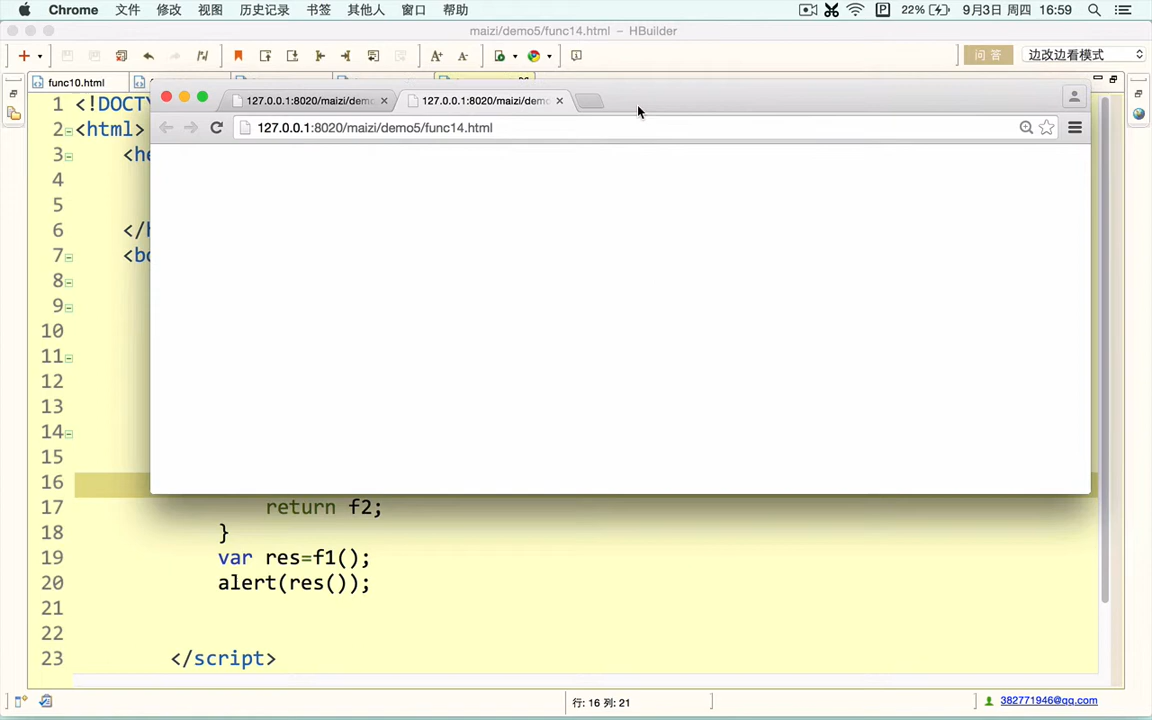 Chrome 文件 修改 视图 历史记录 书签 其他人 窗口 帮助 P 22% 9月3日 周四 16:59
maizi/demo5/func14.html – HBuilder
问 答 边改边看模式
func10.html
127.0.0.1:8020/maizi/demo 127.0.0.1:8020/maizi/demo
127.0.0.1:8020/maizi/demo5/func14.html
1 <!DOCTY
2 <html>
3 <he
4
5
6 </h
7 <bo
8
9
10
11
12
13
14
15
16
17 return f2;
18 }
19 var res=f1();
20 alert(res());
21
22
23 </script>
行: 16 列: 21
382771946@qq.com